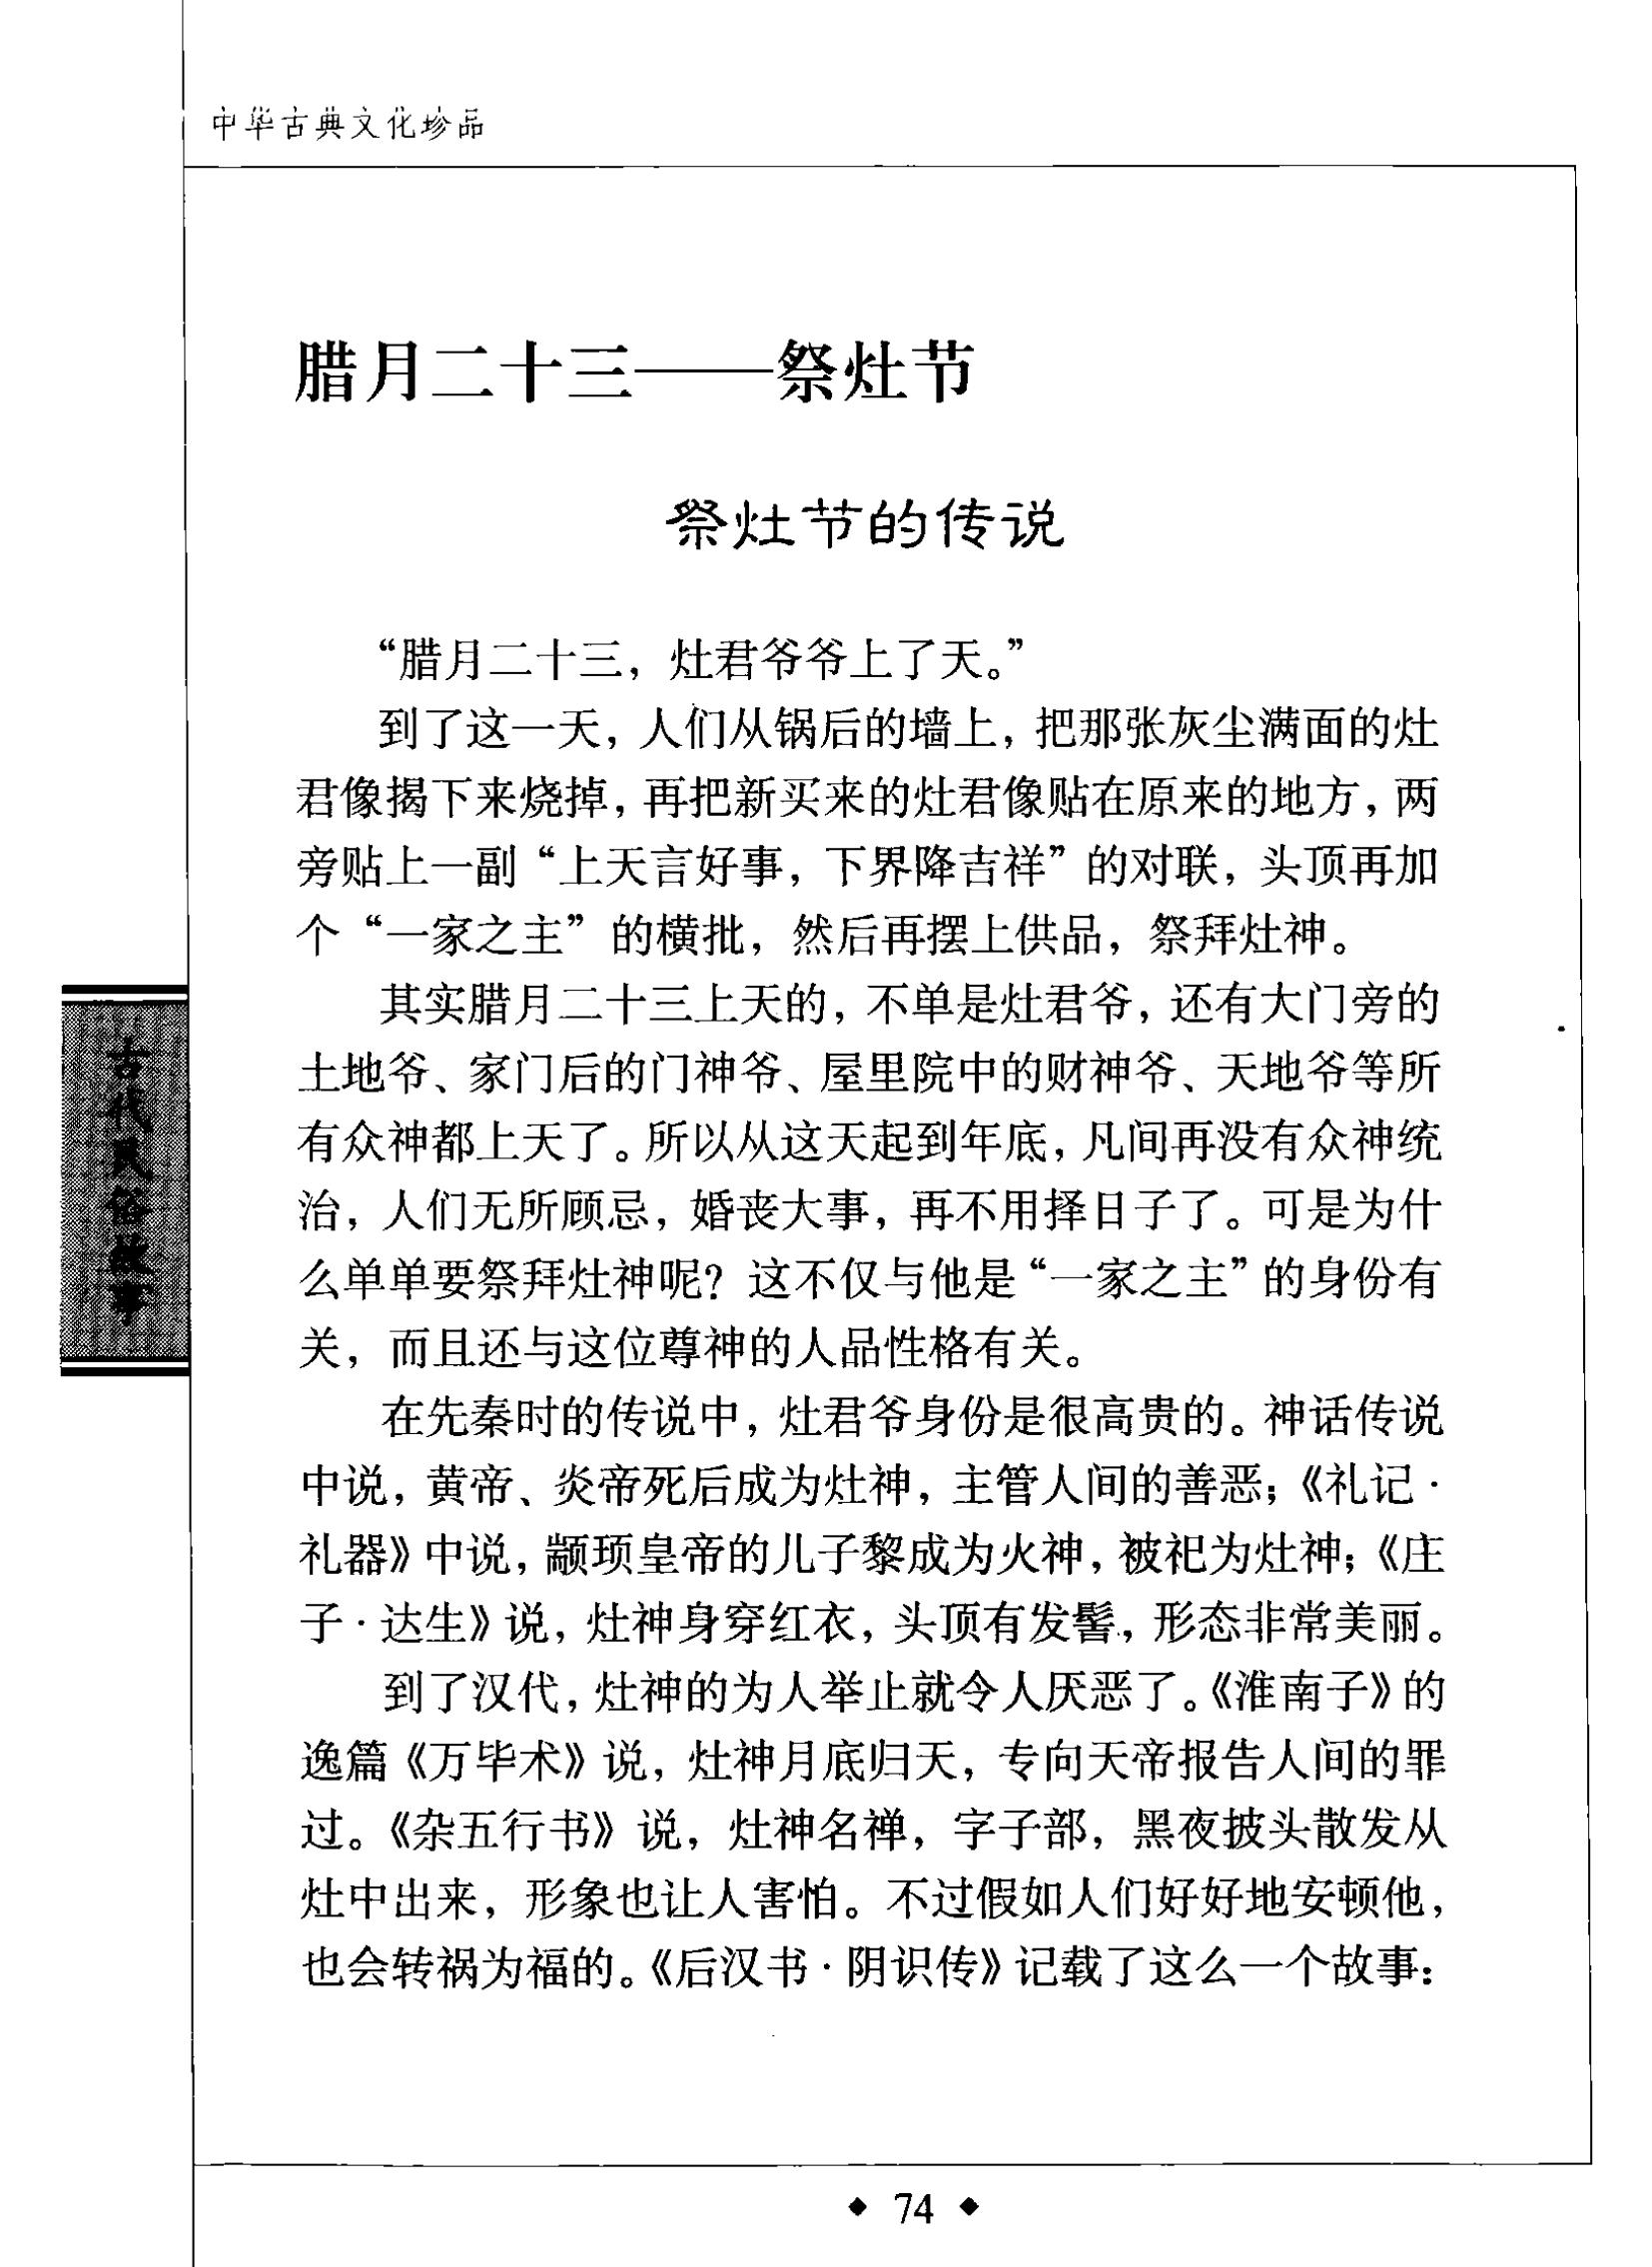 中华古典文化珍品
腊月二十三——祭灶节
祭灶节的传说
“腊月二十三，灶君爷爷上了天。”
到了这一天，人们从锅后的墙上，把那张灰尘满面的灶
君像揭下来烧掉，再把新买来的灶君像贴在原来的地方，两
旁贴上一副“上天言好事，下界降吉祥”的对联，头顶再加
个“一家之主”的横批，然后再摆上供品，祭拜灶神。
其实腊月二十三上天的，不单是灶君爷，还有大门旁的
土地爷、家门后的门神爷、屋里院中的财神爷、天地爷等所
有众神都上天了。所以从这天起到年底，凡间再没有众神统
治，人们无所顾忌，婚丧大事，再不用择日子了。可是为什
么单单要祭拜灶神呢？这不仅与他是“一家之主”的身份有
关，而且还与这位尊神的人品性格有关。
在先秦时的传说中，灶君爷身份是很高贵的。神话传说
中说，黄帝、炎帝死后成为灶神，主管人间的善恶；《礼记·
礼器》中说，颛顼皇帝的儿子黎成为火神，被祀为灶神；《庄
子·达生》说，灶神身穿红衣，头顶有发髻，形态非常美丽。
到了汉代，灶神的为人举止就令人厌恶了。《淮南子》的
逸篇《万毕术》说，灶神月底归天，专向天帝报告人间的罪
过。《杂五行书》说，灶神名禅，字子部，黑夜披头散发从
灶中出来，形象也让人害怕。不过假如人们好好地安顿他，
也会转祸为福的。《后汉书·阴识传》记载了这么一个故事：
古代民俗故事
◆ 74 ◆